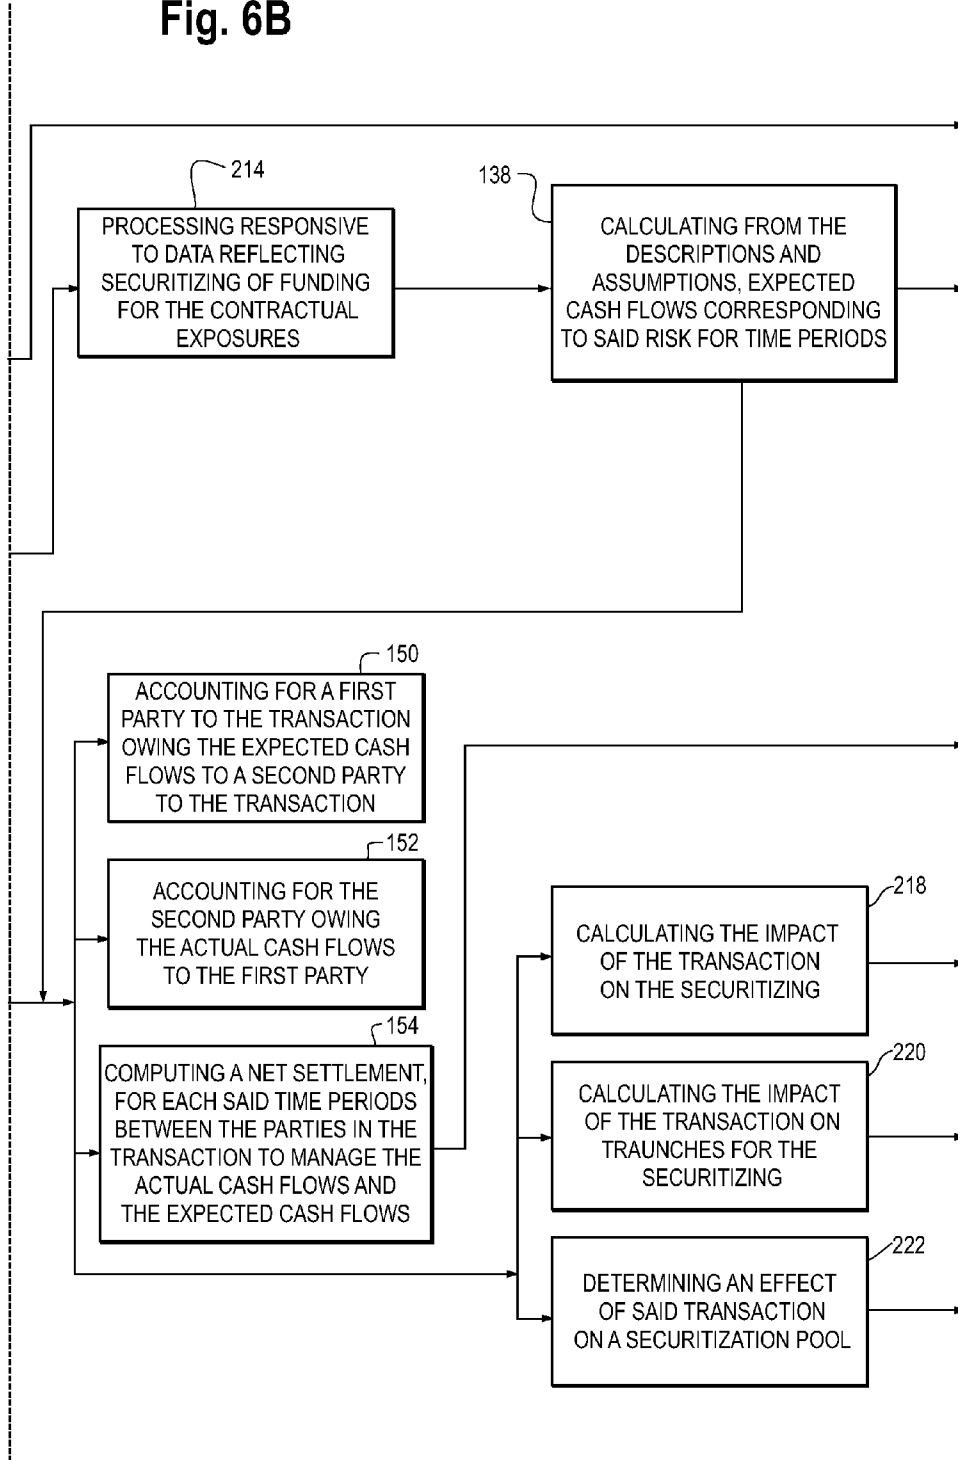 Fig. 6B
214
PROCESSING RESPONSIVE
TO DATA REFLECTING
SECURITIZING OF FUNDING
FOR THE CONTRACTUAL
EXPOSURES
138
CALCULATING FROM THE
DESCRIPTIONS AND
ASSUMPTIONS, EXPECTED
CASH FLOWS CORRESPONDING
TO SAID RISK FOR TIME PERIODS
150
ACCOUNTING FOR A FIRST
PARTY TO THE TRANSACTION
OWING THE EXPECTED CASH
FLOWS TO A SECOND PARTY
TO THE TRANSACTION
152
ACCOUNTING FOR THE
SECOND PARTY OWING
THE ACTUAL CASH FLOWS
TO THE FIRST PARTY
154
COMPUTING A NET SETTLEMENT,
FOR EACH SAID TIME PERIODS
BETWEEN THE PARTIES IN THE
TRANSACTION TO MANAGE THE
ACTUAL CASH FLOWS AND
THE EXPECTED CASH FLOWS
218
CALCULATING THE IMPACT
OF THE TRANSACTION
ON THE SECURITIZING
220
CALCULATING THE IMPACT
OF THE TRANSACTION ON
TRAUNCHES FOR THE
SECURITIZING
222
DETERMINING AN EFFECT
OF SAID TRANSACTION
ON A SECURITIZATION POOL